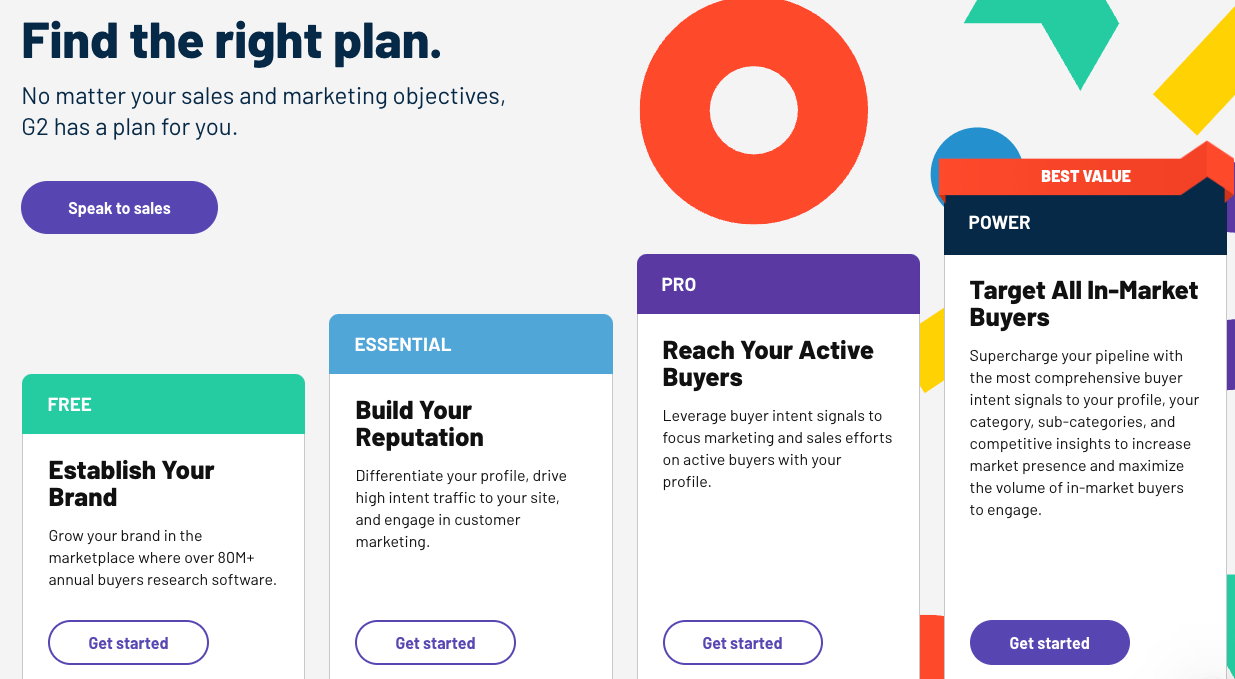 Find the right plan.
No matter your sales and marketing objectives,
G2 has a plan for you.
Speak to sales
FREE
Establish Your
Brand
Grow your brand in the
marketplace where over 80M+
annual buyers research software.
Get started
ESSENTIAL
Build Your
Reputation
Differentiate your profile, drive
high intent traffic to your site,
and engage in customer
marketing.
Get started
PRO
Reach Your Active
Buyers
Leverage buyer intent signals to
focus marketing and sales efforts
on active buyers with your
profile.
Get started
BEST VALUE
POWER
Target All In-Market
Buyers
Supercharge your pipeline with
the most comprehensive buyer
intent signals to your profile, your
category, sub-categories, and
competitive insights to increase
market presence and maximize
the volume of in-market buyers
to engage.
Get started